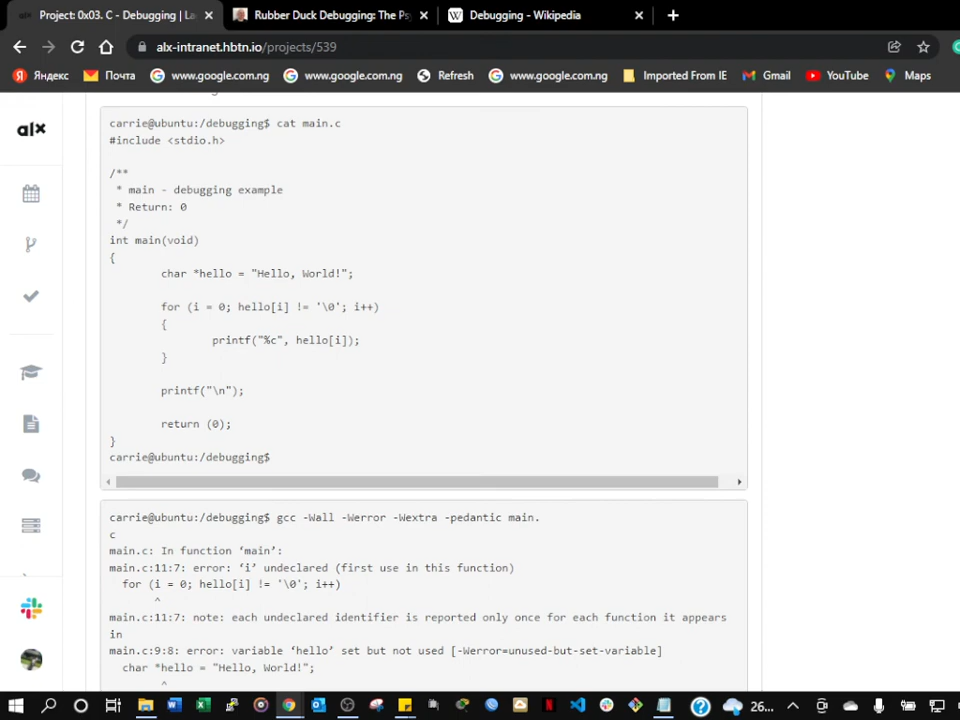 Project: 0x03. C - Debugging | La
Rubber Duck Debugging: The Ps
W Debugging - Wikipedia
alx-intranet.hbtn.io/projects/539
Яндекс Почта www.google.com.ng www.google.com.ng Refresh www.google.com.ng Imported From IE Gmail YouTube Maps
alx
carrie@ubuntu:/debugging$ cat main.c
#include <stdio.h>
/**
* main - debugging example
* Return: 0
*/
int main(void)
{
char *hello = "Hello, World!";
for (i = 0; hello[i] != '\0'; i++)
{
printf("%c", hello[i]);
}
printf("\n");
return (0);
}
carrie@ubuntu:/debugging$
carrie@ubuntu:/debugging$ gcc -Wall -Werror -Wextra -pedantic main.
c
main.c: In function ‘main’:
main.c:11:7: error: ‘i’ undeclared (first use in this function)
for (i = 0; hello[i] != '\0'; i++)
^
main.c:11:7: note: each undeclared identifier is reported only once for each function it appears
in
main.c:9:8: error: variable ‘hello’ set but not used [-Werror=unused-but-set-variable]
char *hello = "Hello, World!";
^
26...